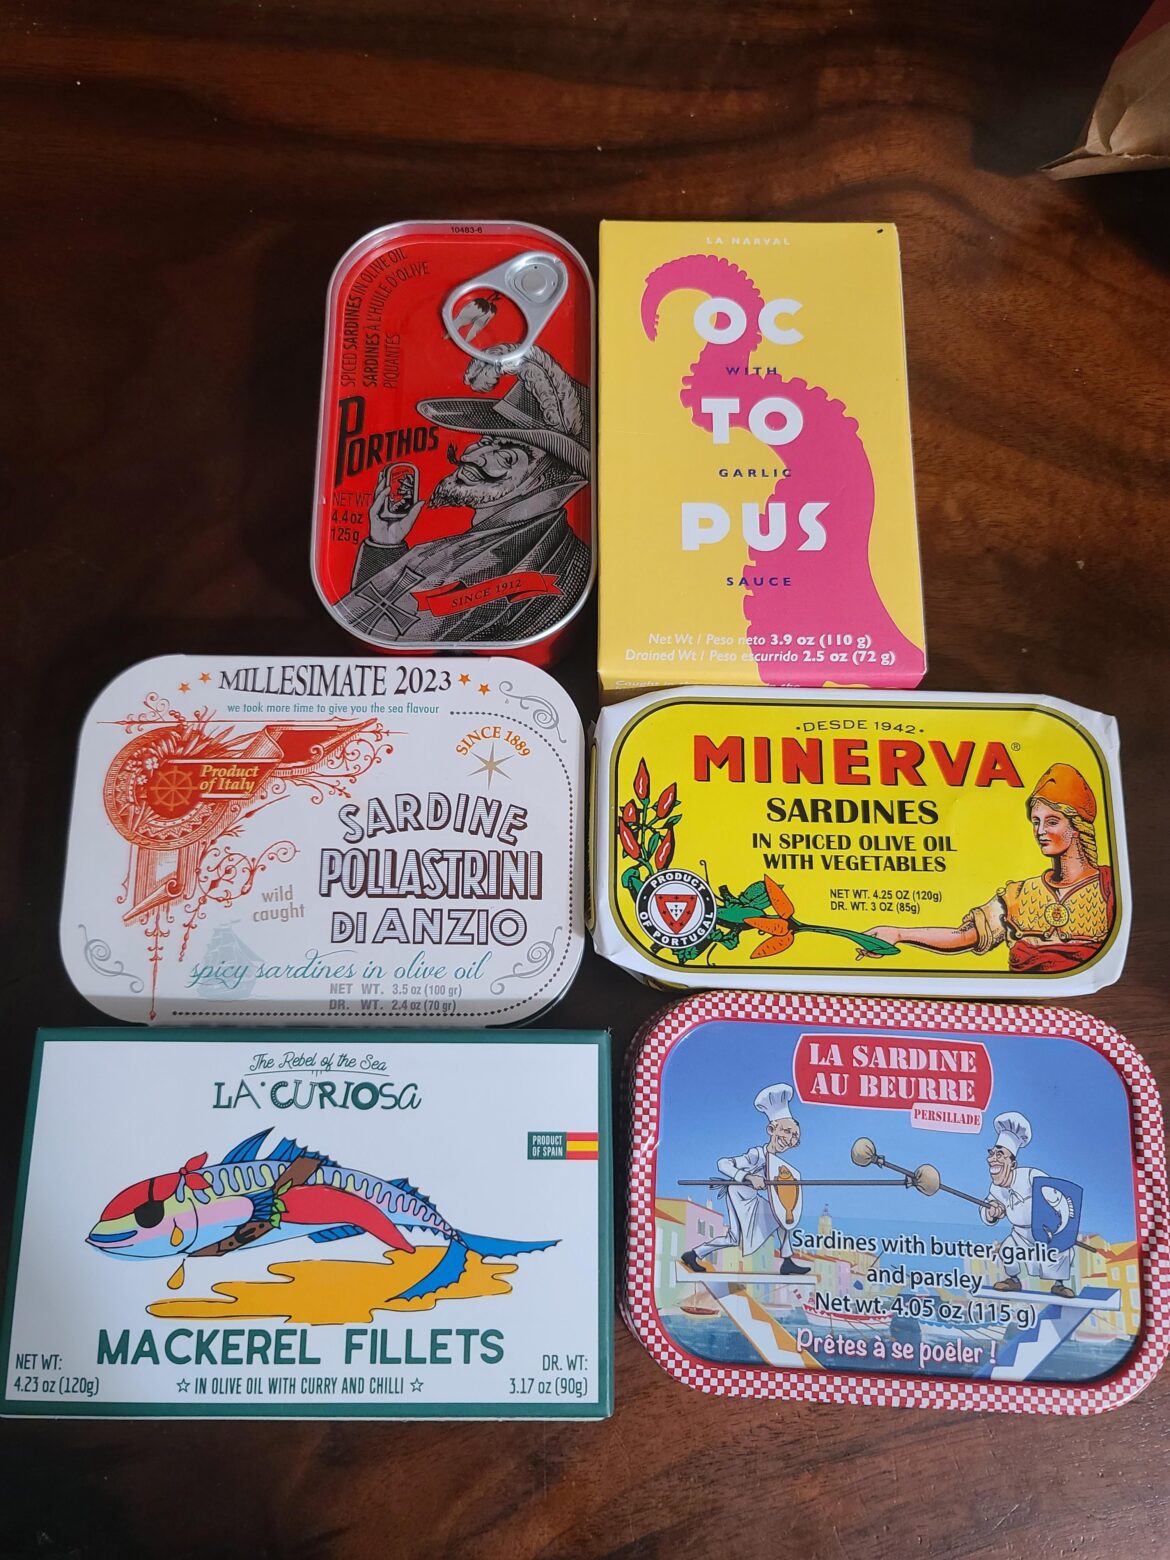 10483-6
SPICED SARDINES IN OLIVE OIL
SARDINES À L'HUILE D'OLIVE
PIQUANTES
PORTHOS
NET WT
4.4 oz
125g
SINCE 1912
LA NARVAL
OC
WITH
TO
GARLIC
PUS
SAUCE
Net Wt / Peso neto 3.9 oz (110 g)
Drained Wt / Peso escurrido 2.5 oz (72 g)
MILLESIMATE 2023
we took more time to give you the sea flavour
SINCE 1889
Product
of Italy
SARDINE
POLLASTRINI
DI ANZIO
wild
caught
spicy sardines in olive oil
NET WT. 3.5 oz (100 gr)
DR. WT. 2.4 oz (70 gr)
·DESDE 1942·
MINERVA®
SARDINES
IN SPICED OLIVE OIL
WITH VEGETABLES
NET WT. 4.25 OZ (120g)
DR. WT. 3 OZ (85g)
PRODUCT
OF PORTUGAL
The Rebel of the Sea
LA CURIOSA
PRODUCT
OF SPAIN
MACKEREL FILLETS
NET WT:
4.23 oz (120g)
☆ IN OLIVE OIL WITH CURRY AND CHILLI ☆
DR. WT:
3.17 oz (90g)
LA SARDINE
AU BEURRE
PERSILLADE
Sardines with butter, garlic
and parsley
Net wt. 4.05 oz (115 g)
Prêtes à se poêler !